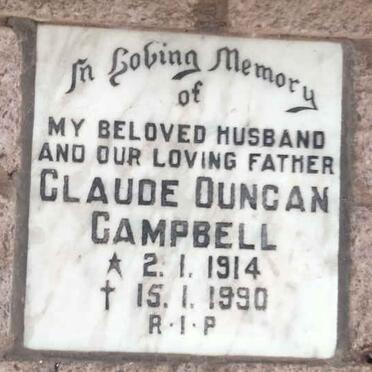 In Loving Memory
of
MY BELOVED HUSBAND
AND OUR LOVING FATHER
CLAUDE DUNCAN
CAMPBELL
★ 2. 1. 1914
† 15. 1. 1990
R·I·P